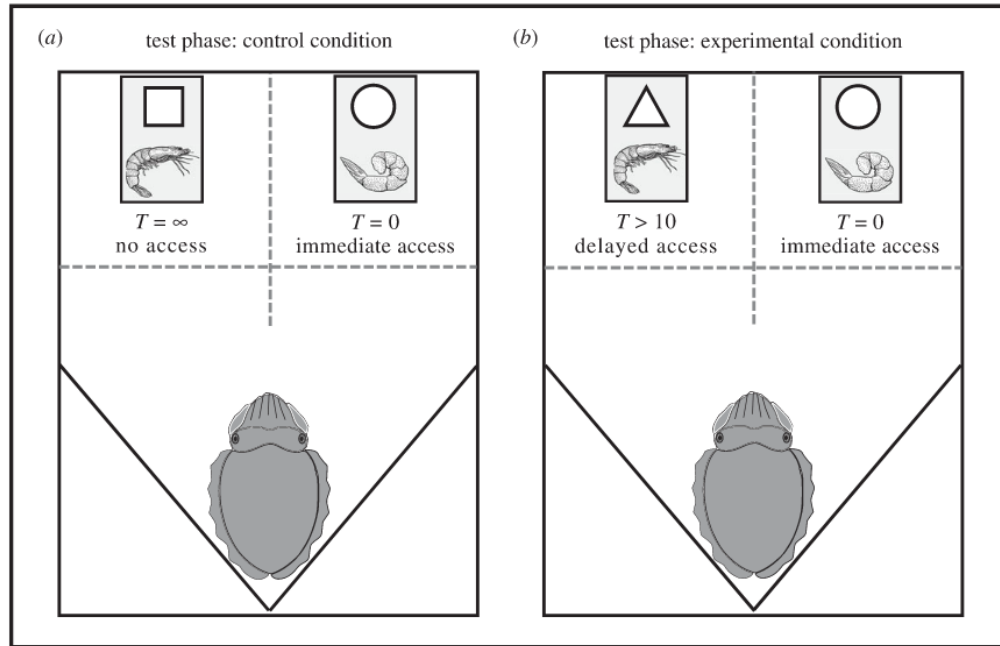 (a) test phase: control condition
T = ∞
no access
T = 0
immediate access
(b) test phase: experimental condition
T > 10
delayed access
T = 0
immediate access